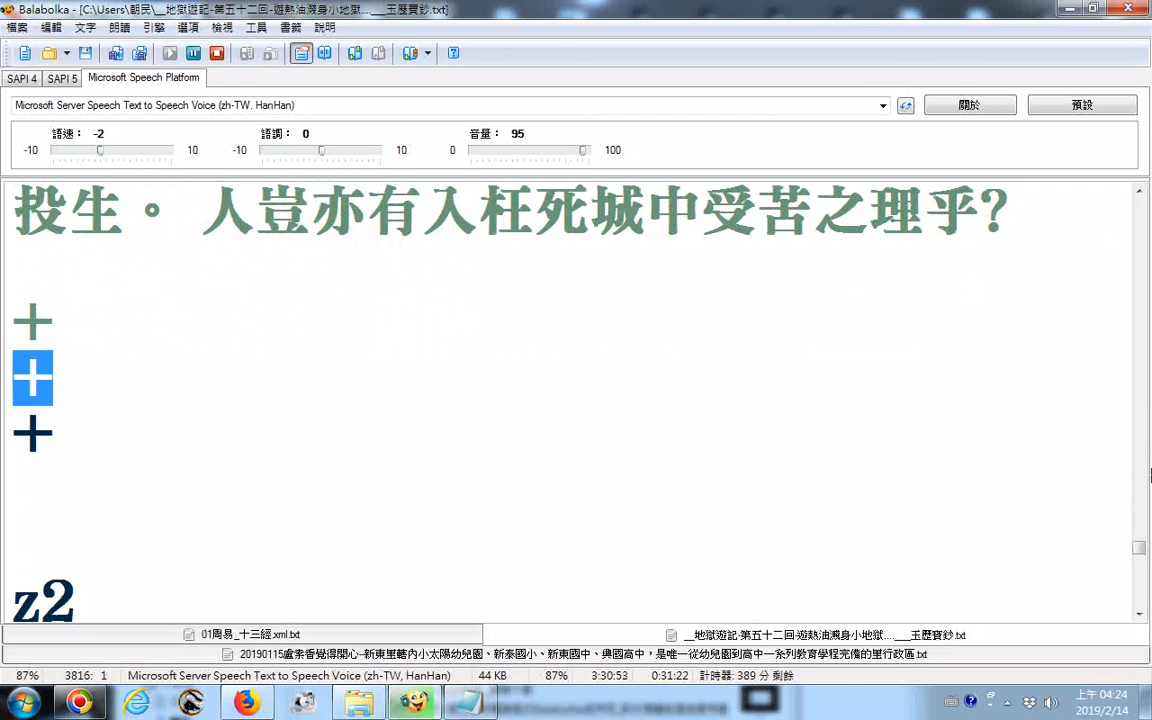 Balabolka - [C:\Users\朝民\__地獄遊記-第五十二回-遊熱油濺身小地獄....___玉歷寶鈔.txt]
檔案 編輯 文字 朗讀 引擎 選項 檢視 工具 書籤 說明
SAPI 4 SAPI 5 Microsoft Speech Platform
Microsoft Server Speech Text to Speech Voice (zh-TW, HanHan) 關於 預設
語速： -2 語調： 0 音量： 95
-10 10 -10 10 0 100
投生。 人豈亦有入枉死城中受苦之理乎?
+
+
+
z2
01周易_十三經.xml.txt __地獄遊記-第五十二回-遊熱油濺身小地獄....___玉歷寶鈔.txt
20190115盧素香覺得開心--新東里轄內小太陽幼兒園、新泰國小、新東國中、興國高中，是唯一從幼兒園到高中一系列教育學程完備的里行政區.txt
87% 3816: 1 Microsoft Server Speech Text to Speech Voice (zh-TW, HanHan) 44 KB 87% 3:30:53 0:31:22 計時器: 389 分 剩餘
上午 04:24
2019/2/14